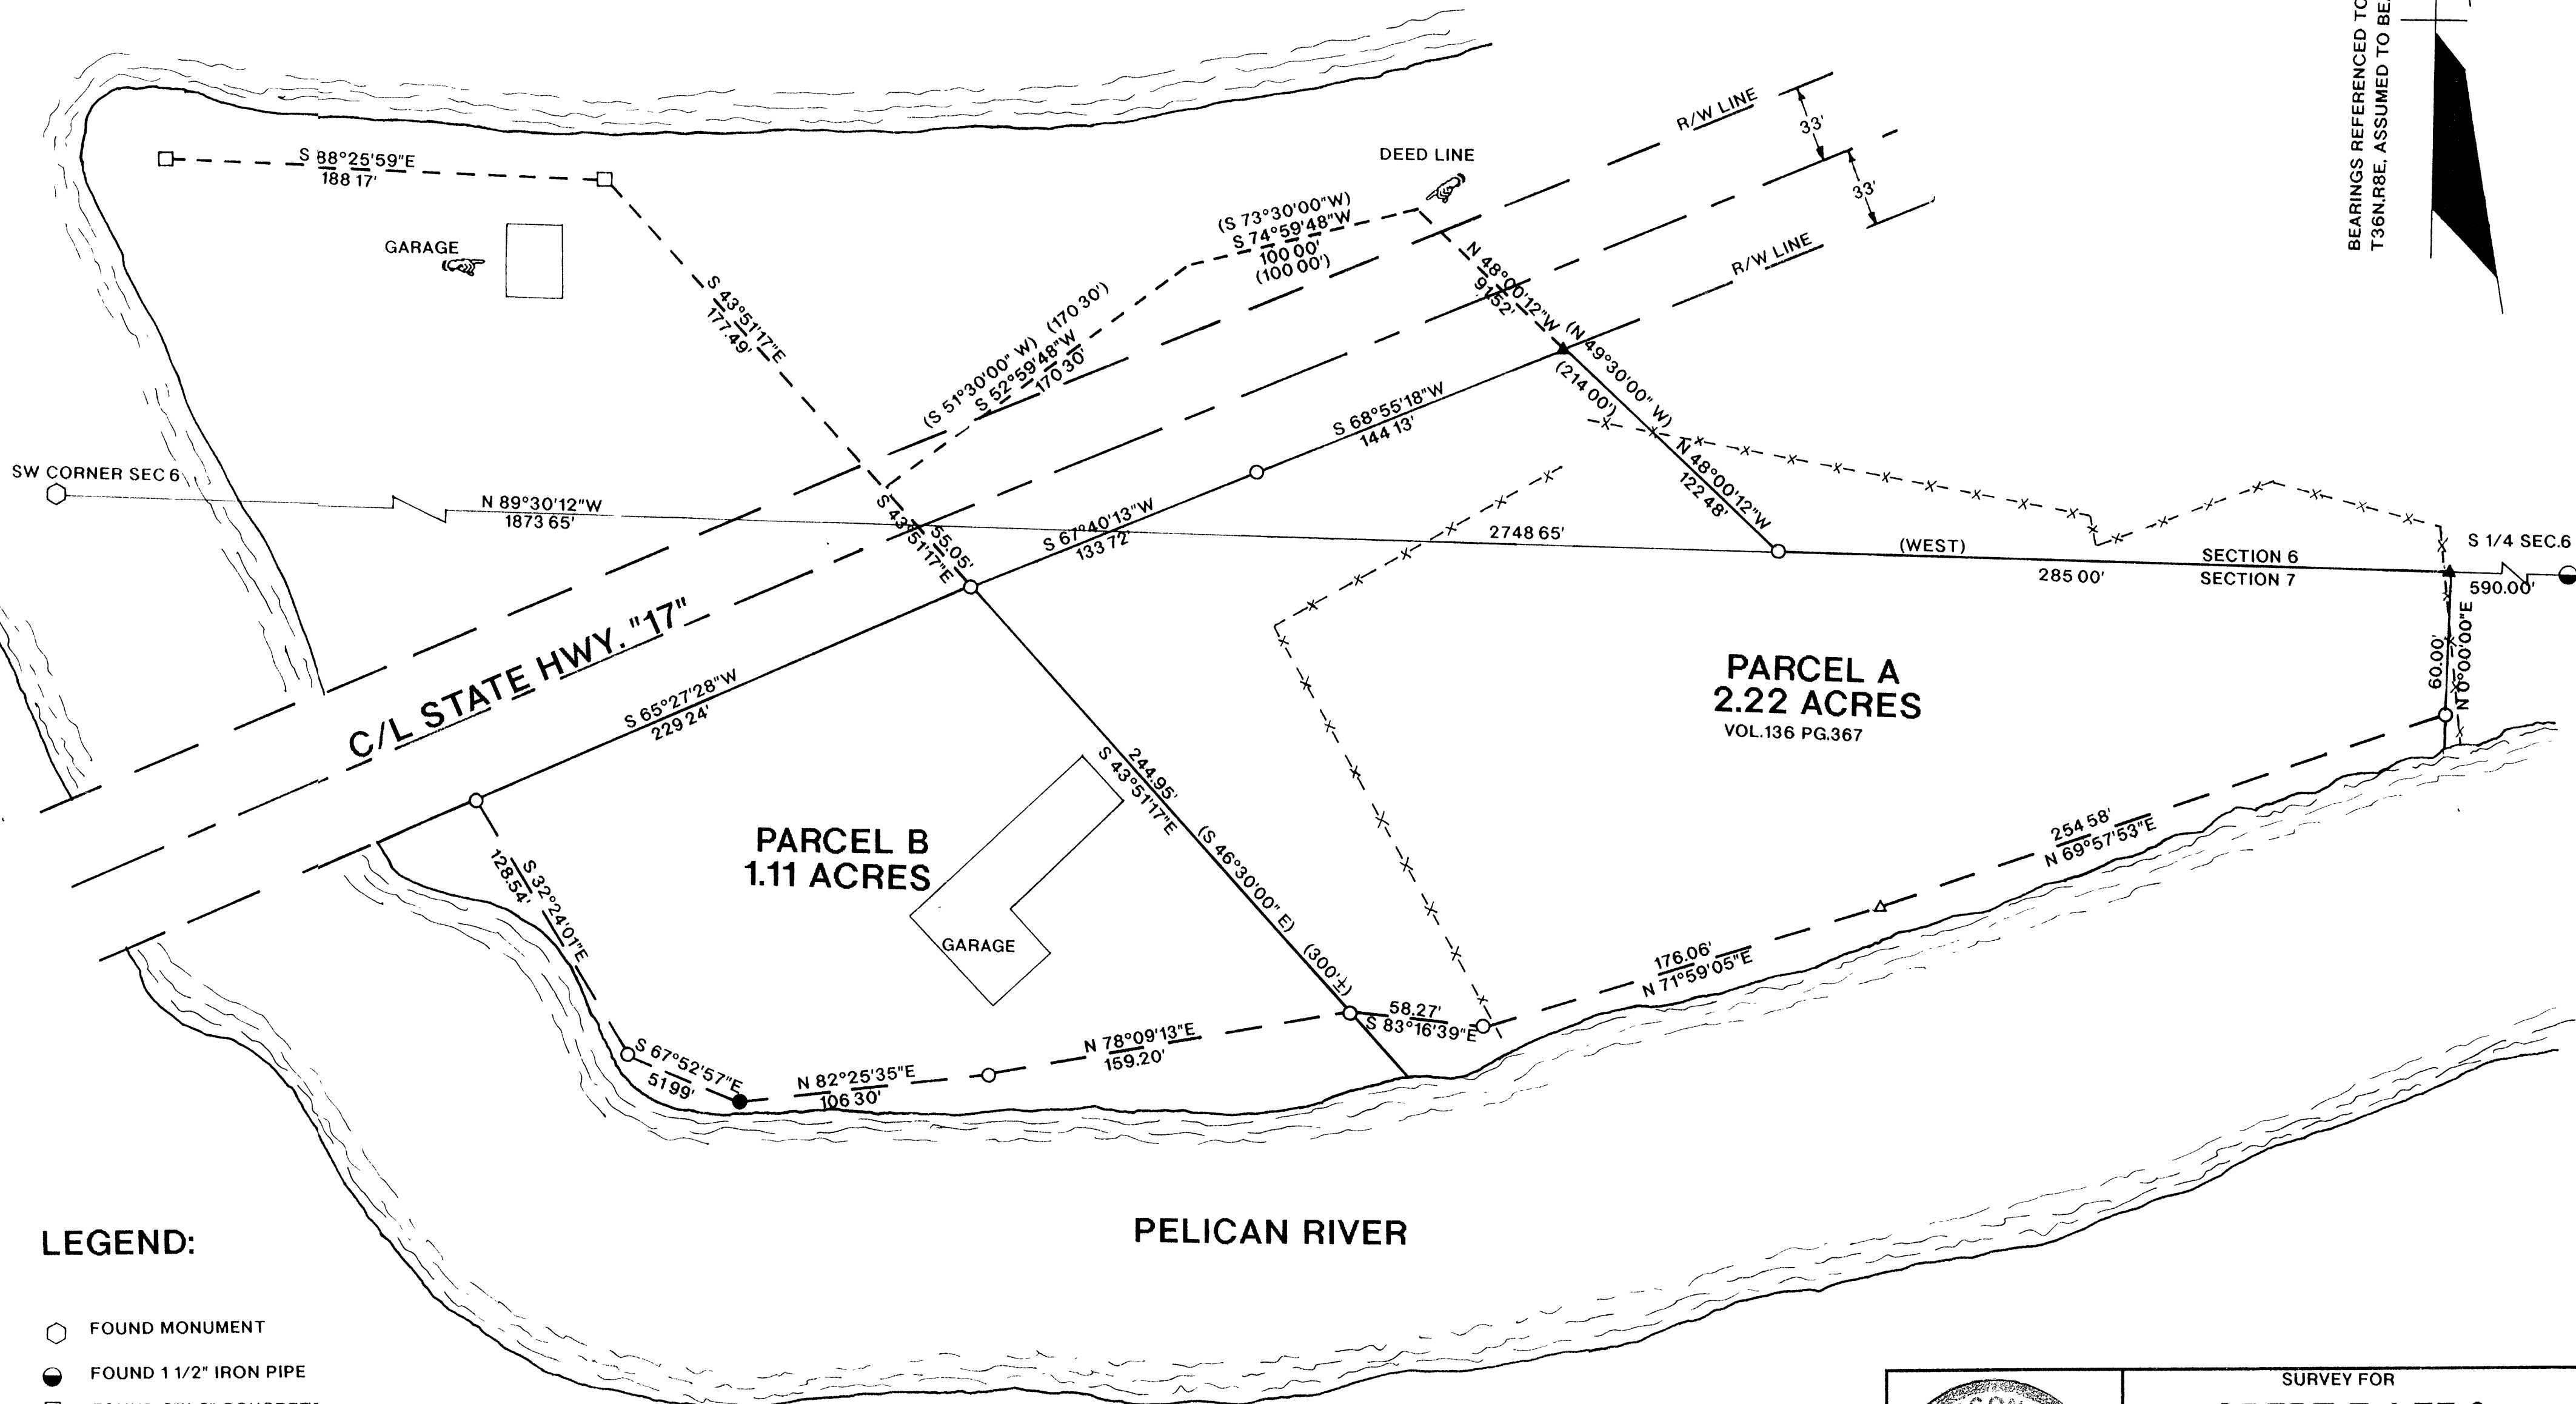 BEARINGS REFERENCED TO
T36N,R8E, ASSUMED TO BEA
R/W LINE
33'
33'
R/W LINE
DEED LINE
(S 73°30'00"W)
S 74°59'48"W
100 00'
(100 00')
S 88°25'59"E
188 17'
GARAGE
S 43°51'17"E
177.49'
(S 51°30'00" W) (170 30')
S 52°59'48"W
170 30'
N 48°00'12"W
91 52'
(N 49°30'00" W)
(214 00')
N 48°00'12"W
122 48'
S 68°55'18"W
144 13'
SW CORNER SEC 6
N 89°30'12"W
1873 65'
55.05'
S 43°51'17"E
S 67°40'13"W
133 72'
2748 65'
(WEST)
SECTION 6
285 00'
SECTION 7
S 1/4 SEC.6
590.00'
60.00'
N 0°00'00"E
C/L STATE HWY. "17"
S 65°27'28"W
229 24'
PARCEL A
2.22 ACRES
VOL.136 PG.367
244.95'
S 43°51'17"E
(S 46°30'00" E) (300'±)
PARCEL B
1.11 ACRES
GARAGE
S 32°24'01"E
128.54'
254 58'
N 69°57'53"E
176.06'
N 71°59'05"E
58.27'
S 83°16'39"E
N 78°09'13"E
159.20'
S 67°52'57"E
51 99'
N 82°25'35"E
106 30'
PELICAN RIVER
LEGEND:
FOUND MONUMENT
FOUND 1 1/2" IRON PIPE
SURVEY FOR